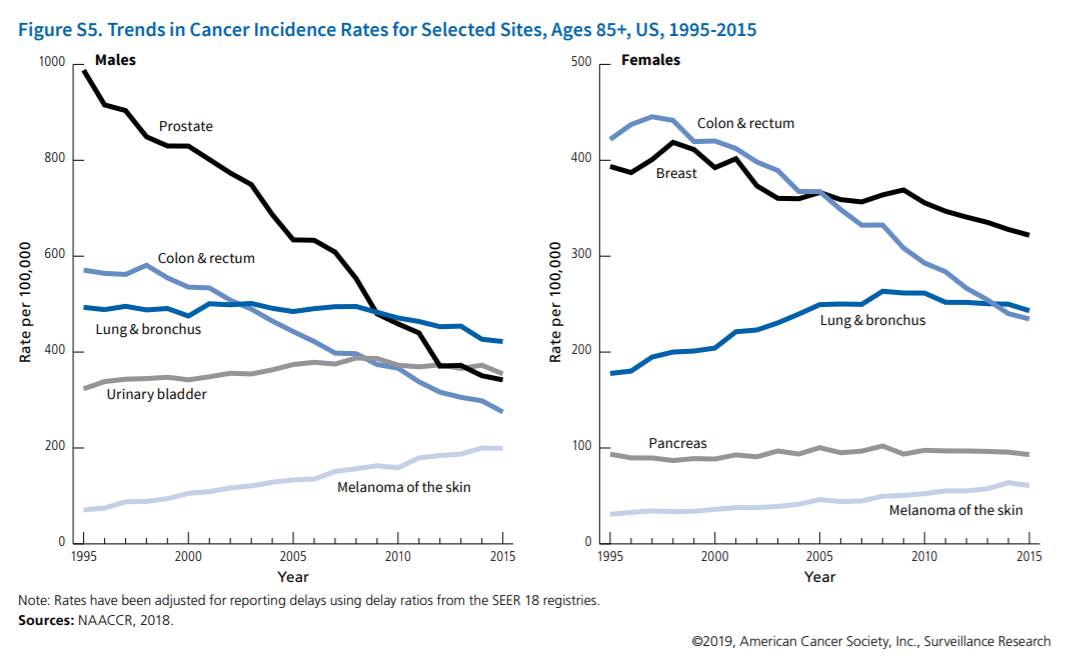 Figure S5. Trends in Cancer Incidence Rates for Selected Sites, Ages 85+, US, 1995-2015
Males
1000
800
600
400
200
0
Rate per 100,000
Prostate
Colon & rectum
Lung & bronchus
Urinary bladder
Melanoma of the skin
1995 2000 2005 2010 2015
Year
Females
500
400
300
200
100
0
Rate per 100,000
Colon & rectum
Breast
Lung & bronchus
Pancreas
Melanoma of the skin
1995 2000 2005 2010 2015
Year
Note: Rates have been adjusted for reporting delays using delay ratios from the SEER 18 registries.
Sources: NAACCR, 2018.
©2019, American Cancer Society, Inc., Surveillance Research